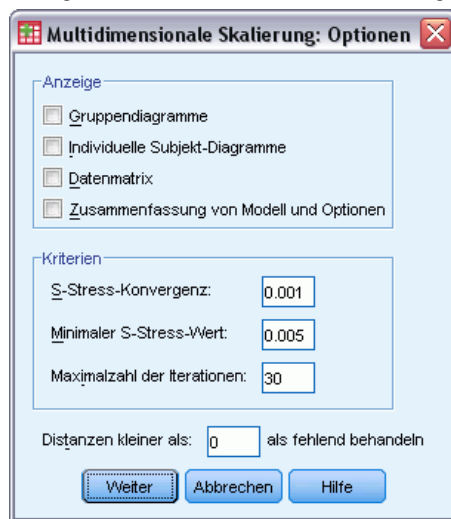 Multidimensionale Skalierung: Optionen
Anzeige
Gruppendiagramme
Individuelle Subjekt-Diagramme
Datenmatrix
Zusammenfassung von Modell und Optionen
Kriterien
S-Stress-Konvergenz: 0.001
Minimaler S-Stress-Wert: 0.005
Maximalzahl der Iterationen: 30
Distanzen kleiner als: 0 als fehlend behandeln
Weiter Abbrechen Hilfe